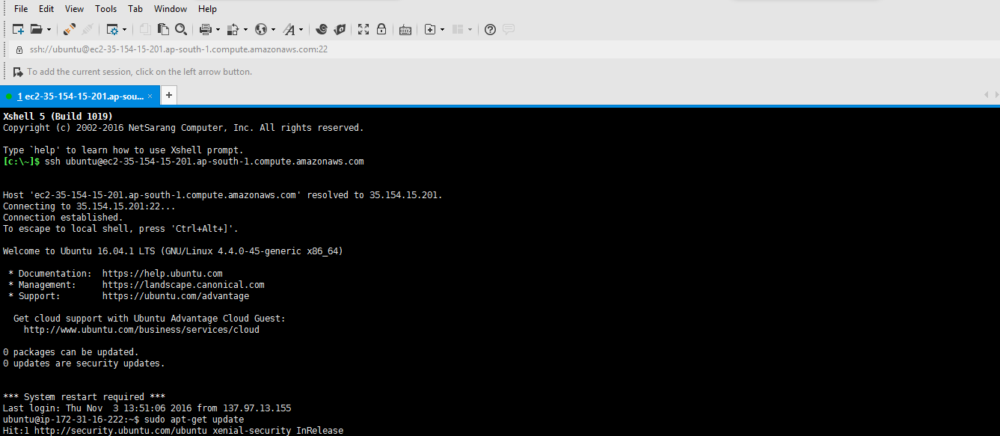 File Edit View Tools Tab Window Help
ssh://ubuntu@ec2-35-154-15-201.ap-south-1.compute.amazonaws.com:22
To add the current session, click on the left arrow button.
1 ec2-35-154-15-201.ap-sou... × +
Xshell 5 (Build 1019)
Copyright (c) 2002-2016 NetSarang Computer, Inc. All rights reserved.
Type `help' to learn how to use Xshell prompt.
[c:\~]$ ssh ubuntu@ec2-35-154-15-201.ap-south-1.compute.amazonaws.com
Host 'ec2-35-154-15-201.ap-south-1.compute.amazonaws.com' resolved to 35.154.15.201.
Connecting to 35.154.15.201:22...
Connection established.
To escape to local shell, press 'Ctrl+Alt+]'.
Welcome to Ubuntu 16.04.1 LTS (GNU/Linux 4.4.0-45-generic x86_64)
* Documentation:  https://help.ubuntu.com
* Management:     https://landscape.canonical.com
* Support:        https://ubuntu.com/advantage
Get cloud support with Ubuntu Advantage Cloud Guest:
http://www.ubuntu.com/business/services/cloud
0 packages can be updated.
0 updates are security updates.
*** System restart required ***
Last login: Thu Nov  3 13:51:06 2016 from 137.97.13.155
ubuntu@ip-172-31-16-222:~$ sudo apt-get update
Hit:1 http://security.ubuntu.com/ubuntu xenial-security InRelease